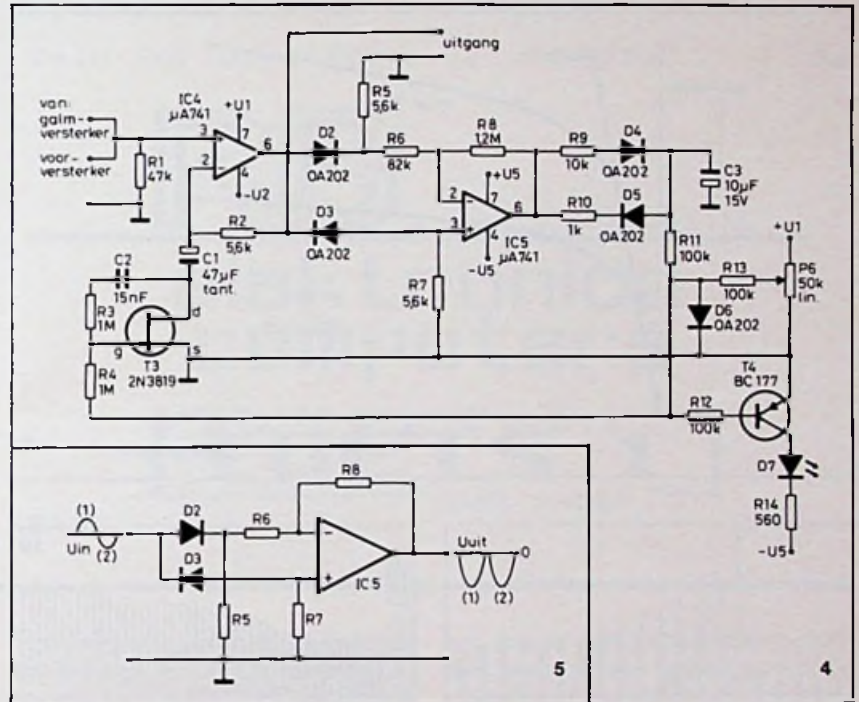 uitgang
van:
galm-
versterker
voor-
versterker
R1
47k
IC4
µA741
+U1
3
7
2
4
6
-U2
R2
5,6k
C1
47µF
tant.
C2
15nF
R3
1M
R4
1M
d
g
s
T3
2N3819
D2
OA202
D3
OA202
R5
5,6k
R6
82k
R7
5,6k
R8
1,2M
2
3
+U5
7
6
4
-U5
IC5
µA741
R9
10k
R10
1k
D4
OA202
D5
OA202
C3
10µF
15V
R11
100k
+U1
R13
100k
P6
50k
lin.
D6
OA202
T4
BC 177
R12
100k
D7
R14
560
-U5
4
(1)
Uin
(2)
D2
D3
R5
R6
R7
R8
-
+
IC 5
Uuit
0
(1)
(2)
5